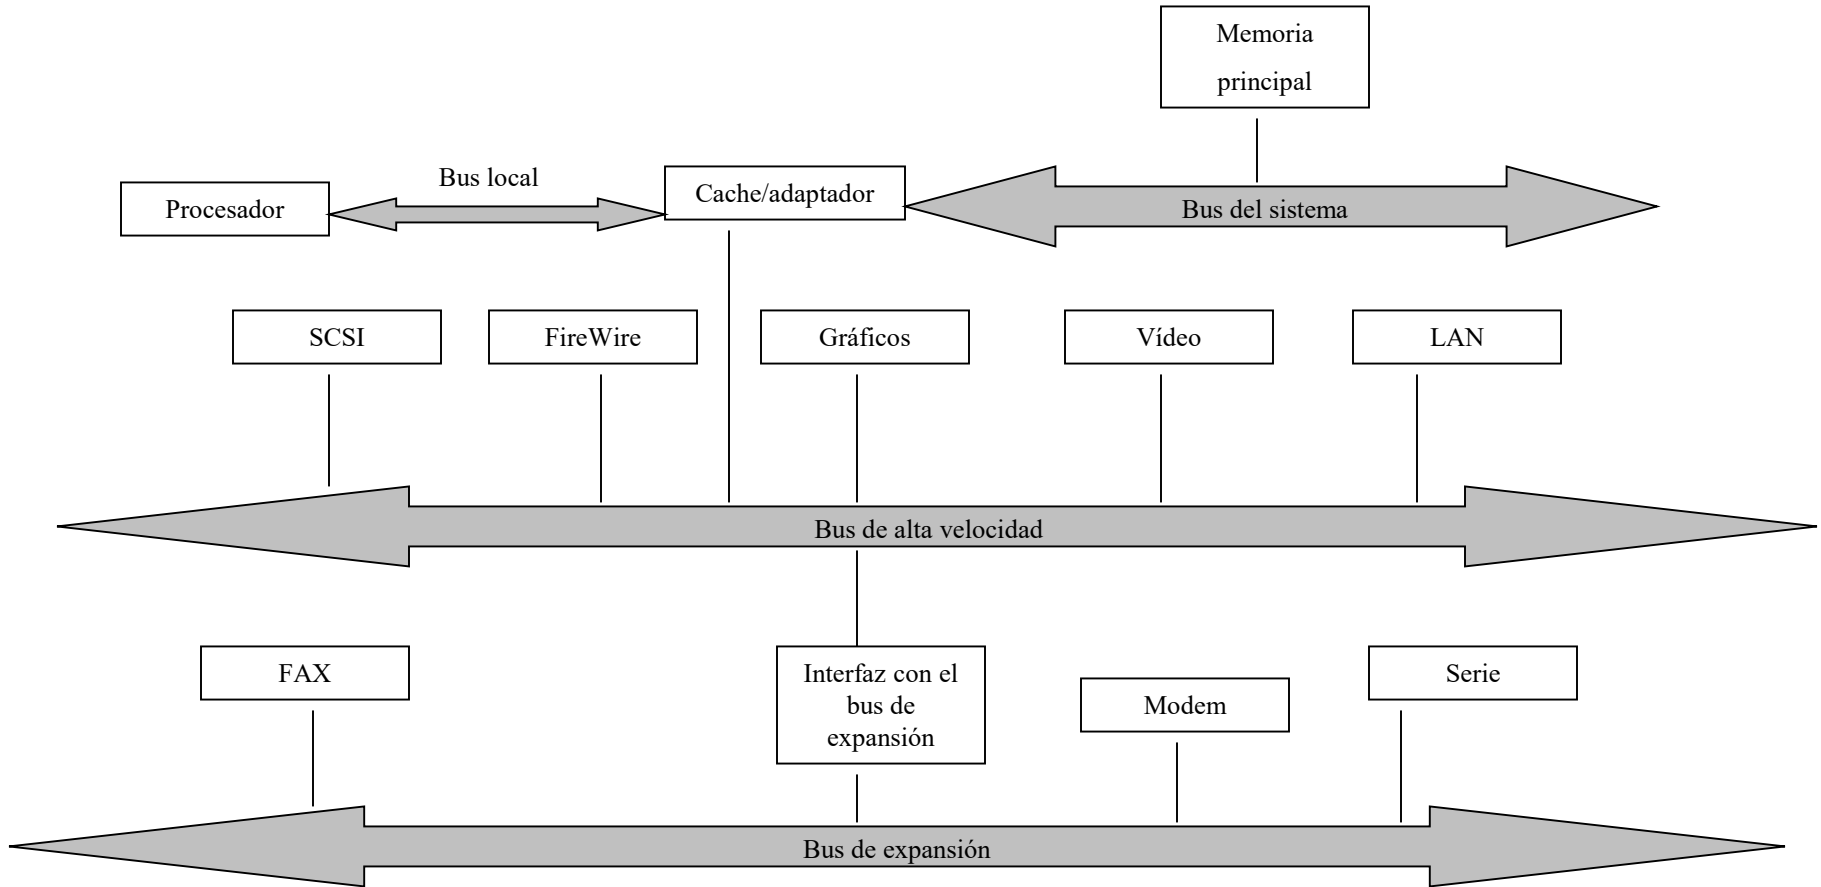 Memoria
principal
Bus local
Procesador
Cache/adaptador
Bus del sistema
SCSI
FireWire
Gráficos
Vídeo
LAN
Bus de alta velocidad
FAX
Interfaz con el
bus de
expansión
Modem
Serie
Bus de expansión